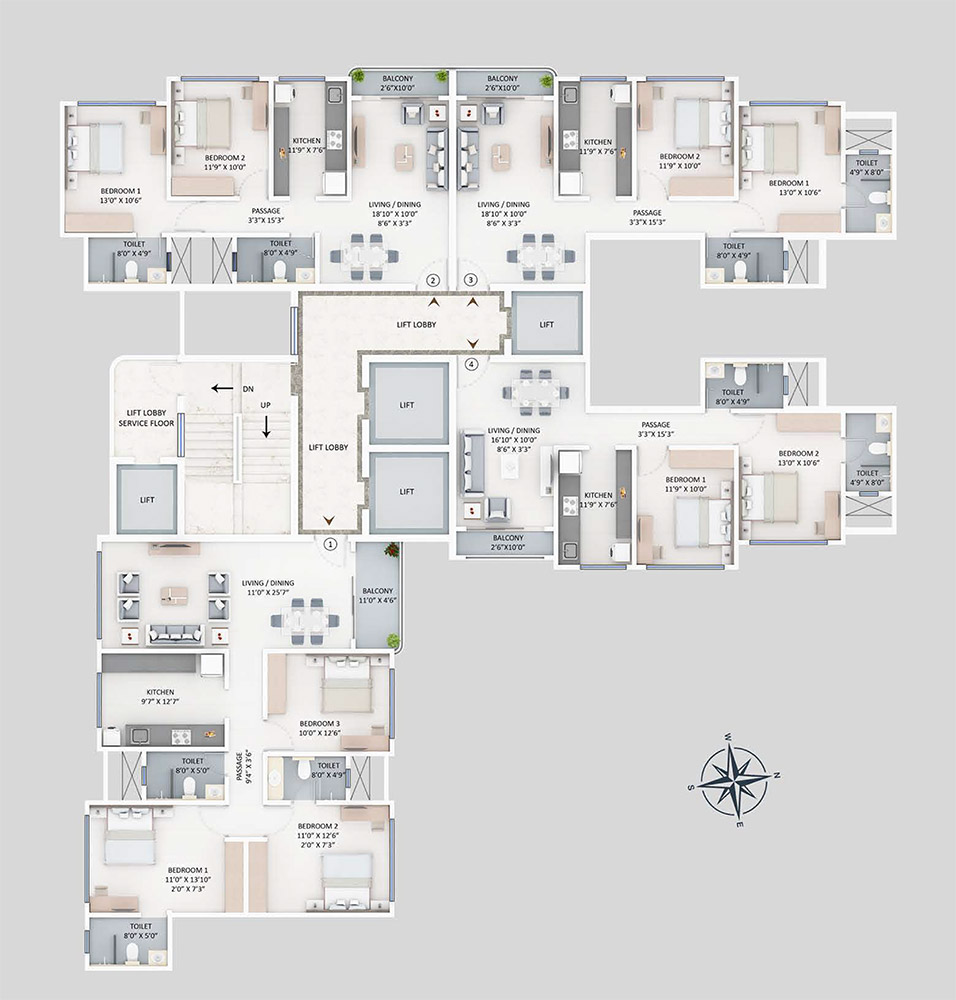 BALCONY
2'6"X10'0"
BALCONY
2'6"X10'0"
BEDROOM 2
11'9" X 10'0"
KITCHEN
11'9" X 7'6"
KITCHEN
11'9" X 7'6"
BEDROOM 2
11'9" X 10'0"
BEDROOM 1
13'0" X 10'6"
BEDROOM 1
13'0" X 10'6"
TOILET
4'9" X 8'0"
PASSAGE
3'3" X 15'3"
LIVING / DINING
18'10" X 10'0"
8'6" X 3'3"
LIVING / DINING
18'10" X 10'0"
8'6" X 3'3"
PASSAGE
3'3" X 15'3"
TOILET
8'0" X 4'9"
TOILET
8'0" X 4'9"
TOILET
8'0" X 4'9"
2
3
LIFT LOBBY
LIFT
4
DN
UP
LIFT LOBBY
SERVICE FLOOR
LIFT
LIFT
LIFT
LIFT LOBBY
1
TOILET
8'0" X 4'9"
LIVING / DINING
16'10" X 10'0"
8'6" X 3'3"
PASSAGE
3'3" X 15'3"
BEDROOM 2
13'0" X 10'6"
TOILET
4'9" X 8'0"
BEDROOM 1
11'9" X 10'0"
KITCHEN
11'9" X 7'6"
BALCONY
2'6"X10'0"
LIVING / DINING
11'0" X 25'7"
BALCONY
11'0" X 4'6"
KITCHEN
9'7" X 12'7"
BEDROOM 3
10'0" X 12'6"
PASSAGE
9'4" X 3'6"
TOILET
8'0" X 5'0"
TOILET
8'0" X 4'9"
BEDROOM 2
11'0" X 12'6"
2'0" X 7'3"
BEDROOM 1
11'0" X 13'10"
2'0" X 7'3"
TOILET
8'0" X 5'0"
W
N
S
E